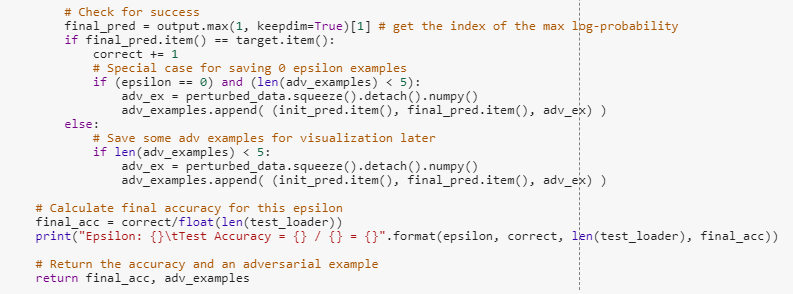 # Check for success
final_pred = output.max(1, keepdim=True)[1] # get the index of the max log-probability
if final_pred.item() == target.item():
correct += 1
# Special case for saving 0 epsilon examples
if (epsilon == 0) and (len(adv_examples) < 5):
adv_ex = perturbed_data.squeeze().detach().numpy()
adv_examples.append( (init_pred.item(), final_pred.item(), adv_ex) )
else:
# Save some adv examples for visualization later
if len(adv_examples) < 5:
adv_ex = perturbed_data.squeeze().detach().numpy()
adv_examples.append( (init_pred.item(), final_pred.item(), adv_ex) )
# Calculate final accuracy for this epsilon
final_acc = correct/float(len(test_loader))
print("Epsilon: {}\tTest Accuracy = {} / {} = {}".format(epsilon, correct, len(test_loader), final_acc))
# Return the accuracy and an adversarial example
return final_acc, adv_examples